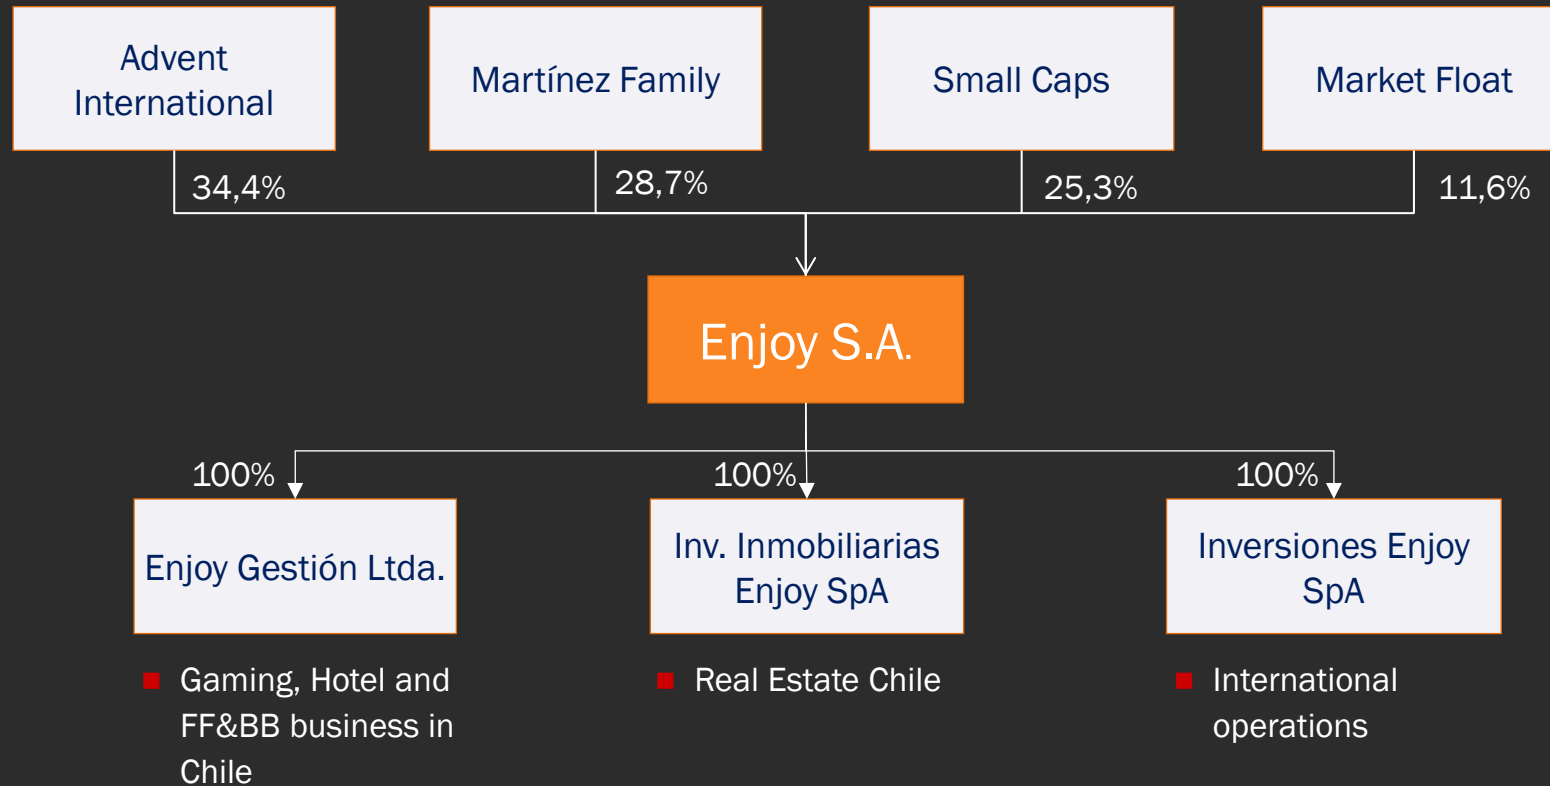 Advent
International
Martínez Family
Small Caps
Market Float
34,4%
28,7%
25,3%
11,6%
Enjoy S.A.
100%
100%
100%
Enjoy Gestión Ltda.
Inv. Inmobiliarias
Enjoy SpA
Inversiones Enjoy
SpA
Gaming, Hotel and
FF&BB business in
Chile
Real Estate Chile
International
operations